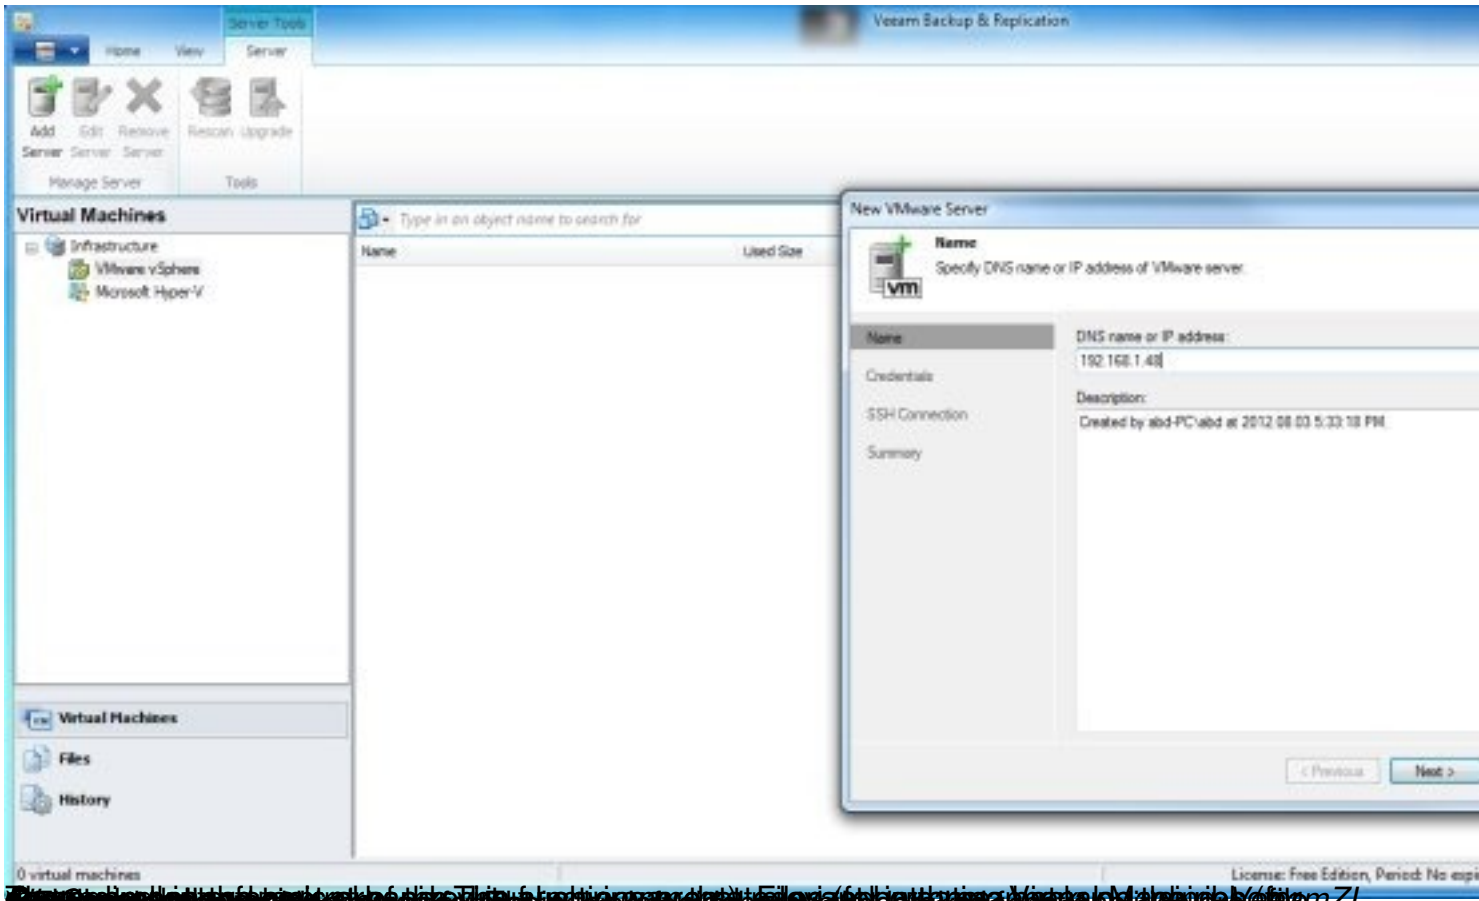 Server Tools
Veeam Backup & Replication
Home View Server
Add Server
Edit Server
Remove Server
Rescan
Upgrade
Manage Server
Tools
Virtual Machines
Type in an object name to search for
Infrastructure
VMware vSphere
Microsoft Hyper-V
Name Used Size
New VMware Server
Name
Specify DNS name or IP address of VMware server.
vm
Name
Credentials
SSH Connection
Summary
DNS name or IP address:
192.168.1.48
Description:
Created by abd-PC\abd at 2012.08.03 5:33:18 PM.
< Previous Next >
Virtual Machines
Files
History
0 virtual machines
License: Free Edition, Period: No expi